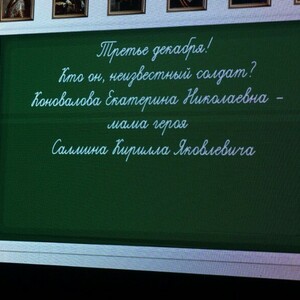 Третье декабря!
Кто он, неизвестный солдат?
Коновалова Екатерина Николаевна -
мама героя
Салмина Кирилла Яковлевича